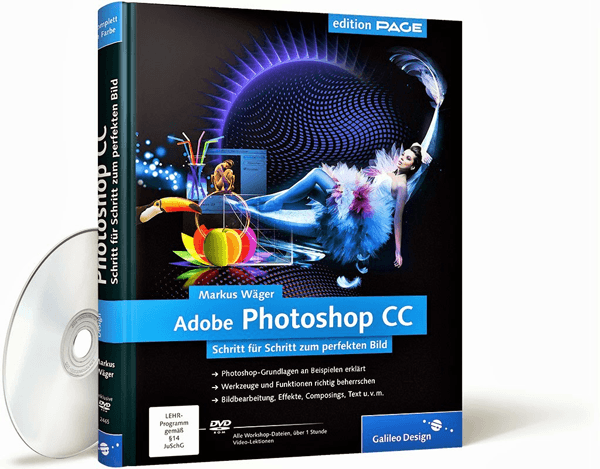 edition PAGE
Markus Wäger
Adobe Photoshop CC
Schritt für Schritt zum perfekten Bild
→ Photoshop-Grundlagen an Beispielen erklärt
→ Werkzeuge und Funktionen richtig beherrschen
→ Bildbearbeitung, Effekte, Composings, Text u. v. m.
LEHR-
Programm
gemäß
§14
JuSchG
DVD
ROM
Alle Workshop-Dateien, über 1 Stunde
Video-Lektionen
Galileo Design
Komplett
in Farbe
Photoshop CC
Schritt für Schritt zum perfekten Bild
Design
Markus
Wäger
DVD
2465